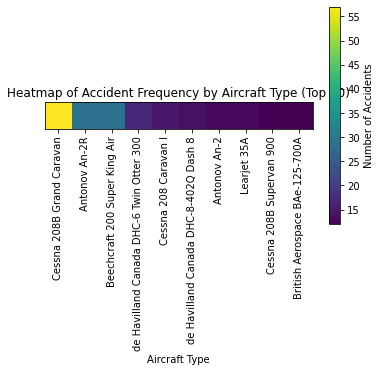 Heatmap of Accident Frequency by Aircraft Type (Top 10)
55
50
45
40
35
30
25
20
15
Number of Accidents
Cessna 208B Grand Caravan
Antonov An-2R
Beechcraft 200 Super King Air
de Havilland Canada DHC-6 Twin Otter 300
Cessna 208 Caravan I
de Havilland Canada DHC-8-402Q Dash 8
Antonov An-2
Learjet 35A
Cessna 208B Supervan 900
British Aerospace BAe-125-700A
Aircraft Type